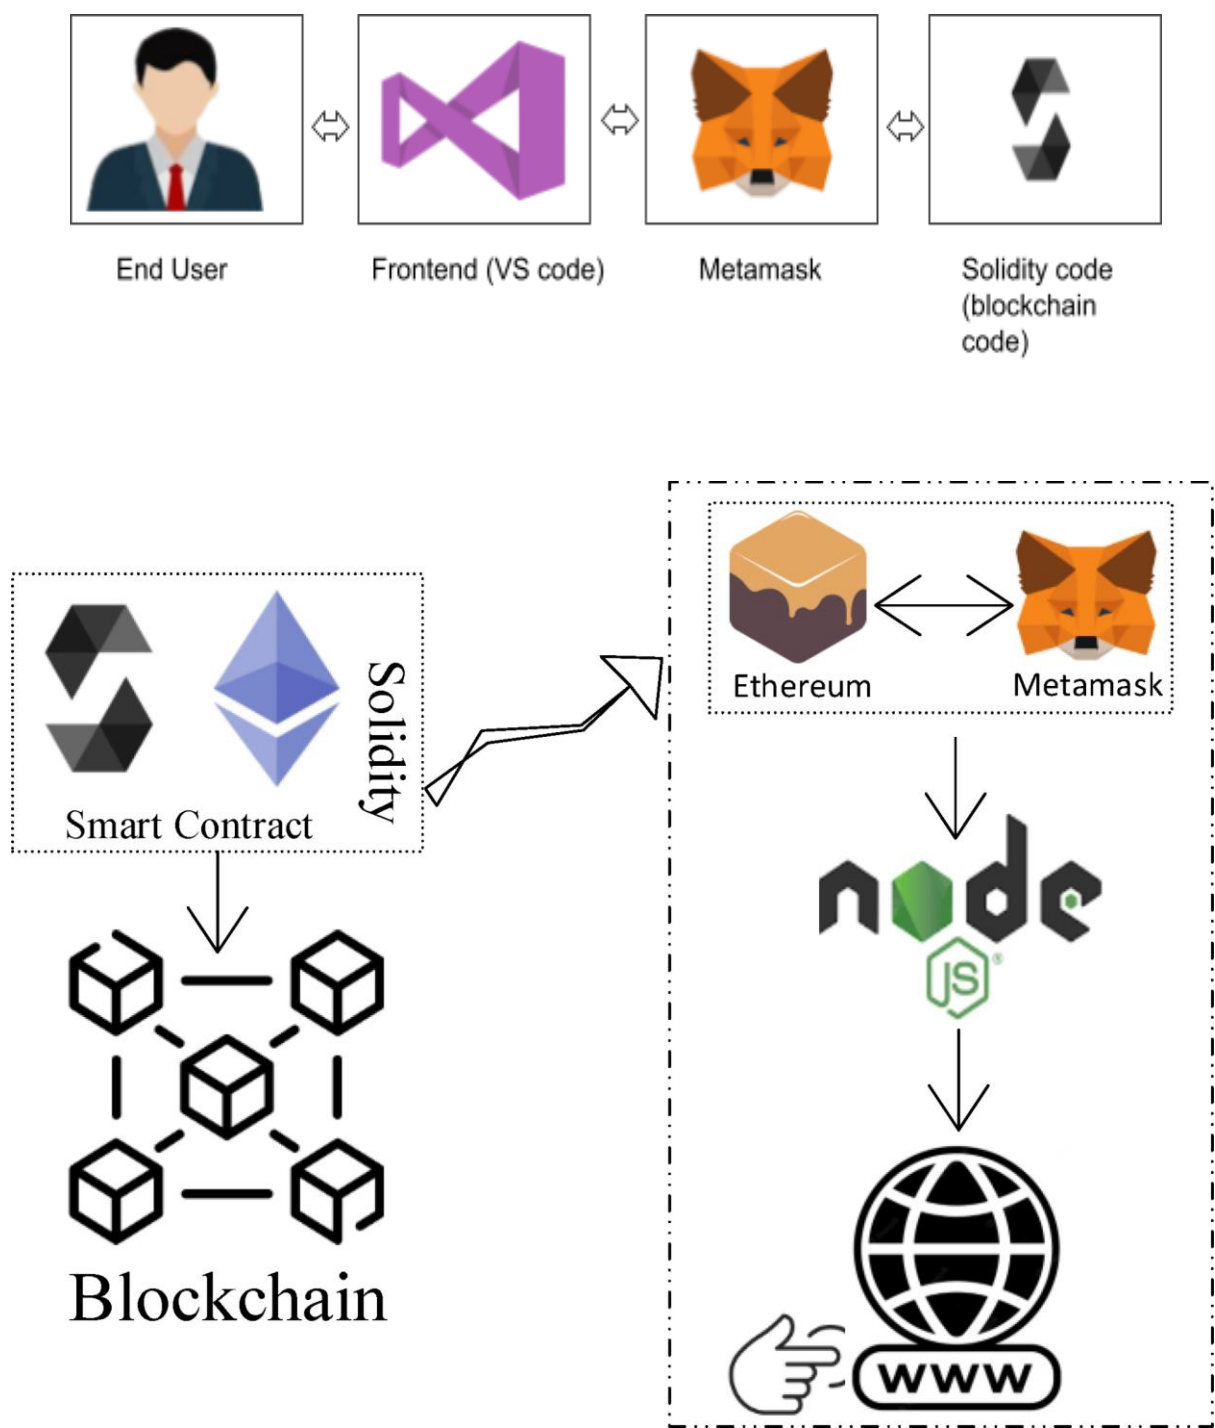 End User
Frontend (VS code)
Metamask
Solidity code
(blockchain
code)
Ethereum
Metamask
Solidity
Smart Contract
node
JS®
Blockchain
www